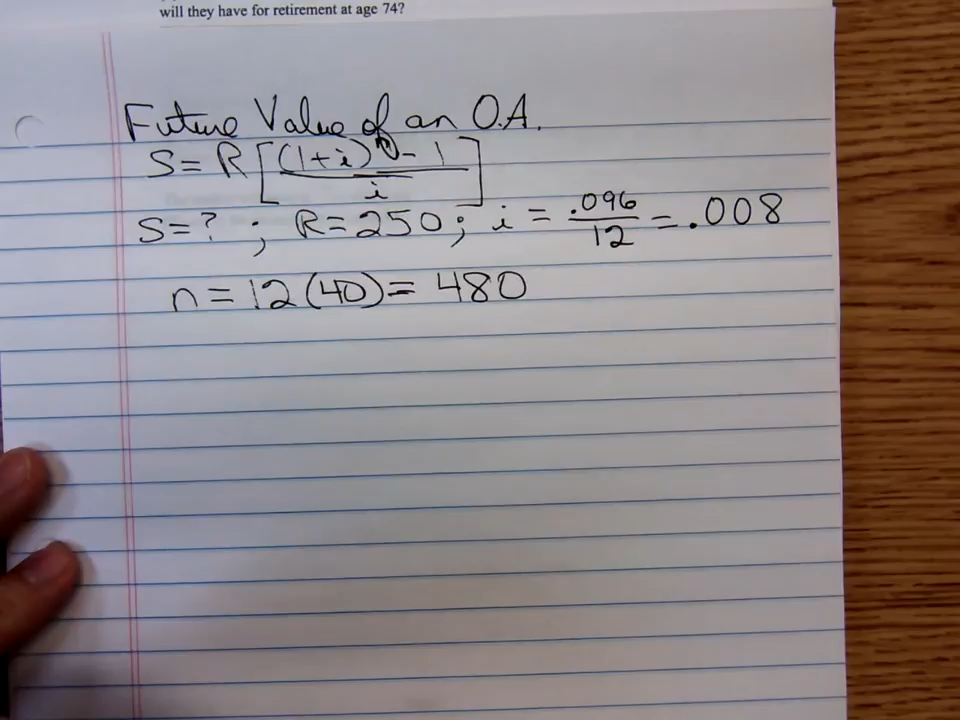 will they have for retirement at age 74?
Future Value of an O.A.
S = R [ ((1+i)^n - 1) / i ]
S = ? ; R = 250 ; i = .096/12 = .008
n = 12(40) = 480